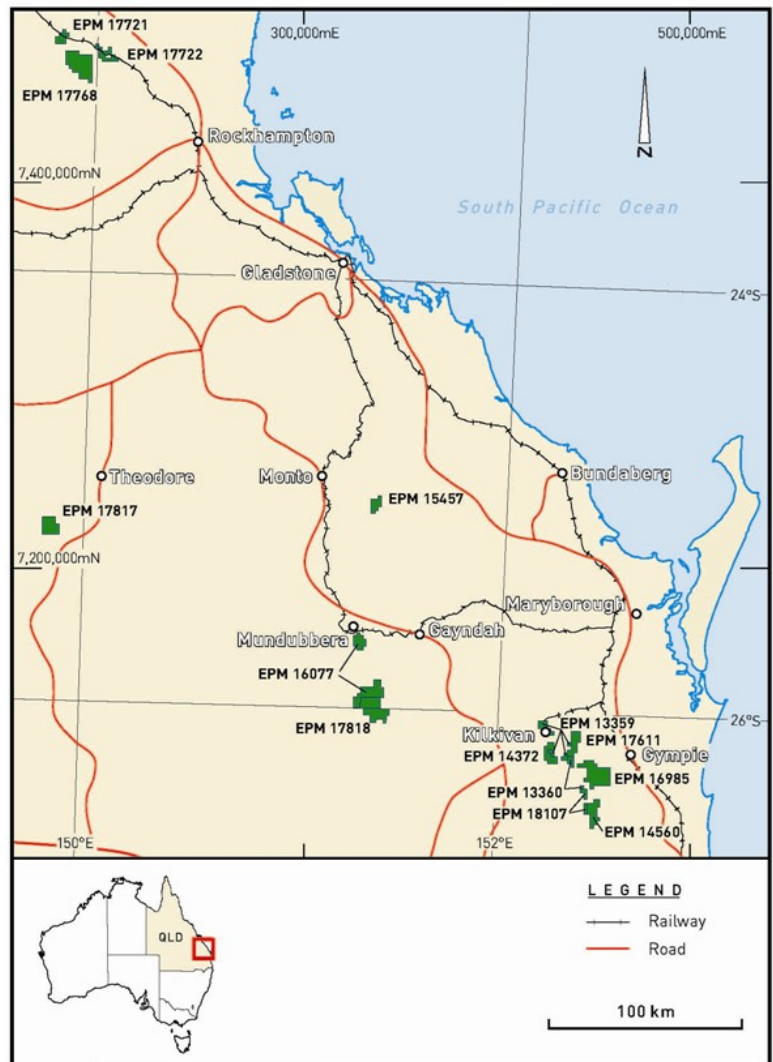 300,000mE
500,000mE
EPM 17721
EPM 17722
EPM 17768
Rockhampton
N
7,400,000mN
South Pacific Ocean
Gladstone
24°S
Theodore
Monto
Bundaberg
EPM 15457
EPM 17817
7,200,000mN
Maryborough
Mundubbera
Gayndah
EPM 16077
EPM 17818
26°S
EPM 13359
Kilkivan
EPM 17611
EPM 14372
Gympie
EPM 16985
EPM 13360
EPM 18107
EPM 14560
150°E
152°E
LEGEND
Railway
Road
QLD
100 km